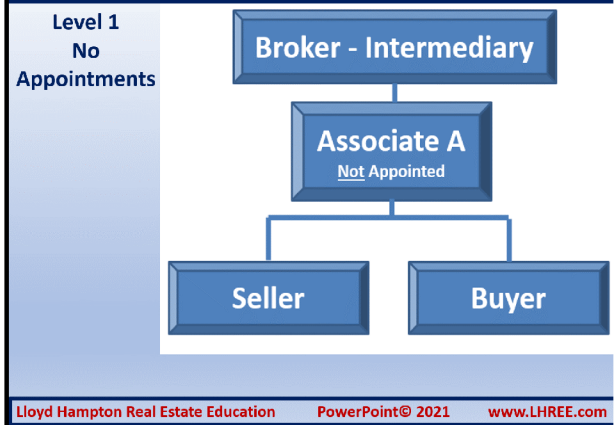 Level 1
No
Appointments
Broker - Intermediary
Associate A
Not Appointed
Seller
Buyer
Lloyd Hampton Real Estate Education PowerPoint© 2021 www.LHREE.com